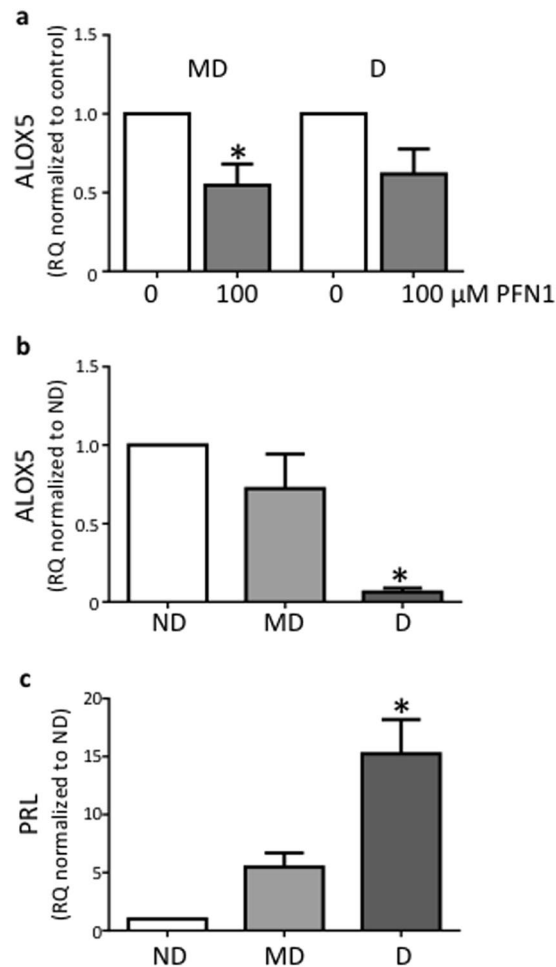 a
ALOX5
(RQ normalized to control)
1.5
1.0
0.5
0
MD D
*
0 100 0 100 µM PFN1
b
ALOX5
(RQ normalized to ND)
1.5
1.0
0.5
0
*
ND MD D
c
PRL
(RQ normalized to ND)
20
15
10
5
0
*
ND MD D